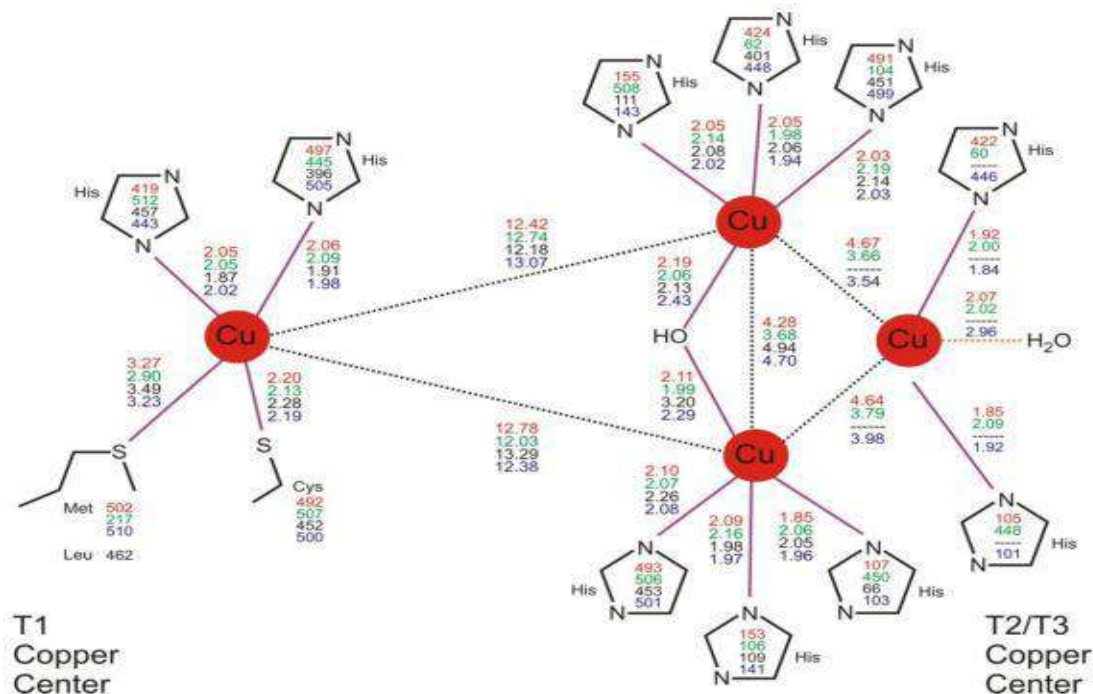 N
His
424
62
401
448
N
N
155
508
111
143
N
His
N
491
104
451
499
N
His
N
419
512
457
443
N
His
N
497
445
396
505
N
His
N
422
60
-----
446
N
His
2.05
2.14
2.08
2.02
2.05
1.98
2.06
1.94
2.03
2.19
2.14
2.03
2.05
2.05
1.87
2.02
2.06
2.09
1.91
1.98
12.42
12.74
12.18
13.07
Cu
4.67
3.66
-----
3.54
1.92
2.00
-----
1.84
2.19
2.06
2.13
2.43
2.07
2.02
-----
2.96
Cu
HO
4.28
3.68
4.94
4.70
Cu
H2O
3.27
2.90
3.49
3.23
2.20
2.13
2.28
2.19
2.11
1.99
3.20
2.29
4.64
3.79
-----
3.98
1.85
2.09
-----
1.92
12.78
12.03
13.29
12.38
Cu
S
S
Met
502
217
510
Leu 462
Cys
492
507
452
500
2.10
2.07
2.26
2.08
2.09
2.16
1.98
1.97
1.85
2.06
2.05
1.96
N
105
448
-----
101
N
His
N
His
493
506
453
501
N
N
107
450
66
103
N
His
N
153
106
109
141
N
His
T1
Copper
Center
T2/T3
Copper
Center